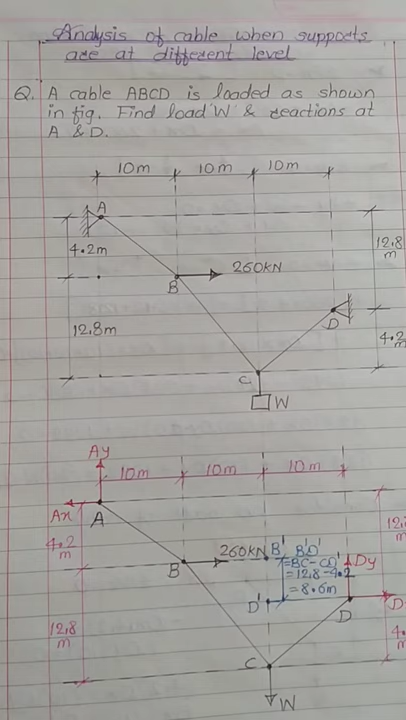 Analysis of cable when supports
are at different level
Q. A cable ABCD is loaded as shown
in fig. Find load 'W' & reactions at
A & D.
10m 10m 10m
A
4.2m
12.8
m
260KN
B
12.8m
D
4.2
m
C
W
Ay
10m 10m 10m
Ax
A
4.2
m
260KN B' B'D'
=BC-CD'
=12.8-4.2
=8.6m
Dy
B
D'
D
12.8
m
C
W